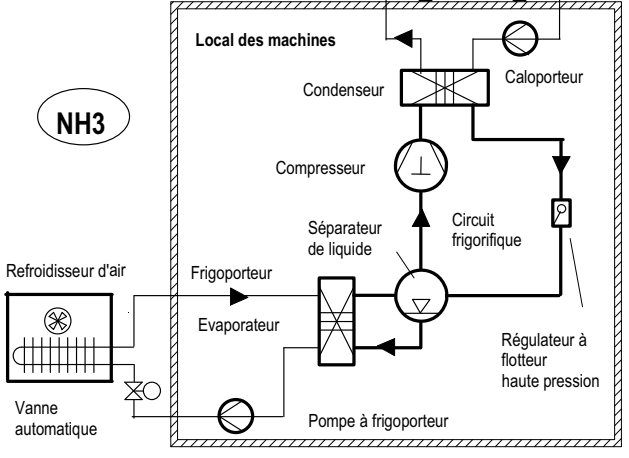 Local des machines
Condenseur
Caloporteur
NH3
Compresseur
Séparateur
de liquide
Circuit
frigorifique
Refroidisseur d'air
Frigoporteur
Evaporateur
Régulateur à
flotteur
haute pression
Vanne
automatique
Pompe à frigoporteur